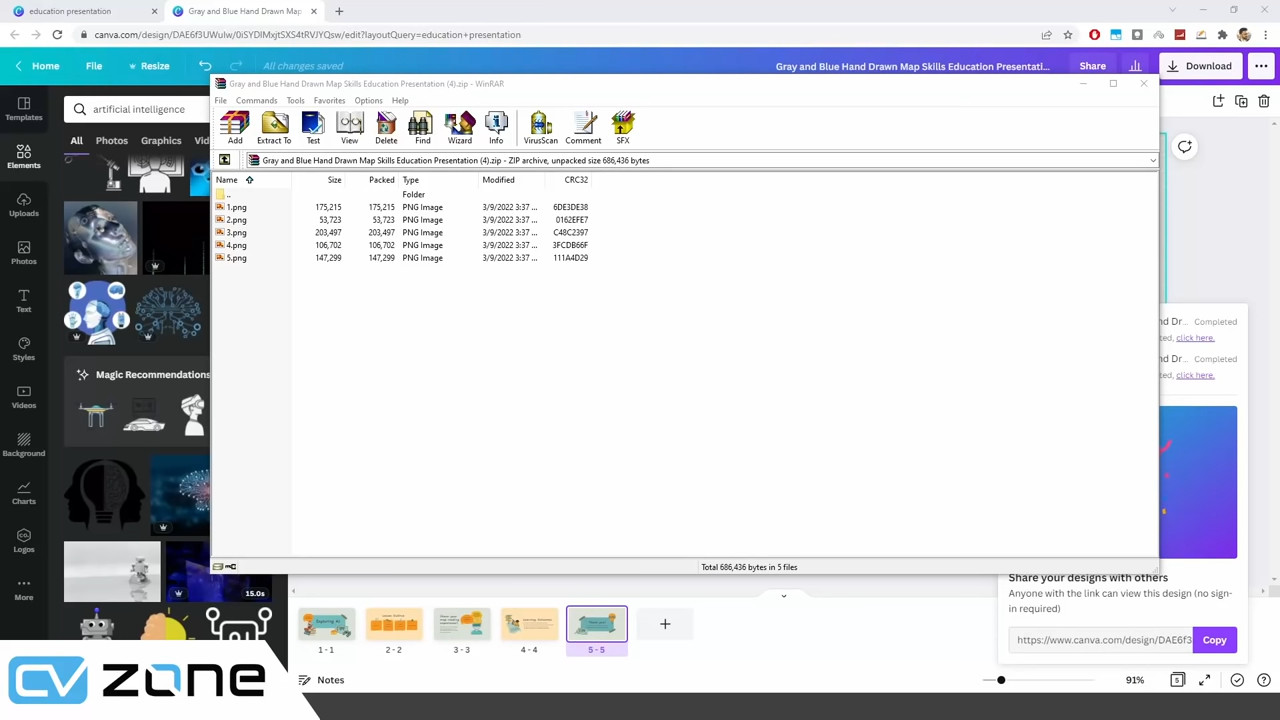 education presentation
Gray and Blue Hand Drawn Map
canva.com/design/DAE6f3UWuIw/0iSYDlMxjtSXS4tRVJYQsw/edit?layoutQuery=education+presentation
Home
File
Resize
All changes saved
Gray and Blue Hand Drawn Map Skills Education Presentati...
Share
Download
Gray and Blue Hand Drawn Map Skills Education Presentation (4).zip - WinRAR
File Commands Tools Favorites Options Help
Add
Extract To
Test
View
Delete
Find
Wizard
Info
VirusScan
Comment
SFX
Gray and Blue Hand Drawn Map Skills Education Presentation (4).zip - ZIP archive, unpacked size 686,436 bytes
Name Size Packed Type Modified CRC32
.. Folder
1.png 175,215 175,215 PNG Image 3/9/2022 3:37 ... 6DE3DE38
2.png 53,723 53,723 PNG Image 3/9/2022 3:37 ... 0162EFE7
3.png 203,497 203,497 PNG Image 3/9/2022 3:37 ... C48C2397
4.png 106,702 106,702 PNG Image 3/9/2022 3:37 ... 3FCDB66F
5.png 147,299 147,299 PNG Image 3/9/2022 3:37 ... 111A4D29
Total 686,436 bytes in 5 files
Templates
Elements
Uploads
Photos
Text
Styles
Videos
Background
Charts
Logos
More
artificial intelligence
All Photos Graphics Vid
Magic Recommendations
15.0s
nd Dr... Completed
ted, click here.
nd Dr... Completed
ted, click here.
Share your designs with others
Anyone with the link can view this design (no sign-
in required)
https://www.canva.com/design/DAE6f3
Copy
1 - 1
2 - 2
3 - 3
4 - 4
5 - 5
Notes
91%
5
CV ZONE